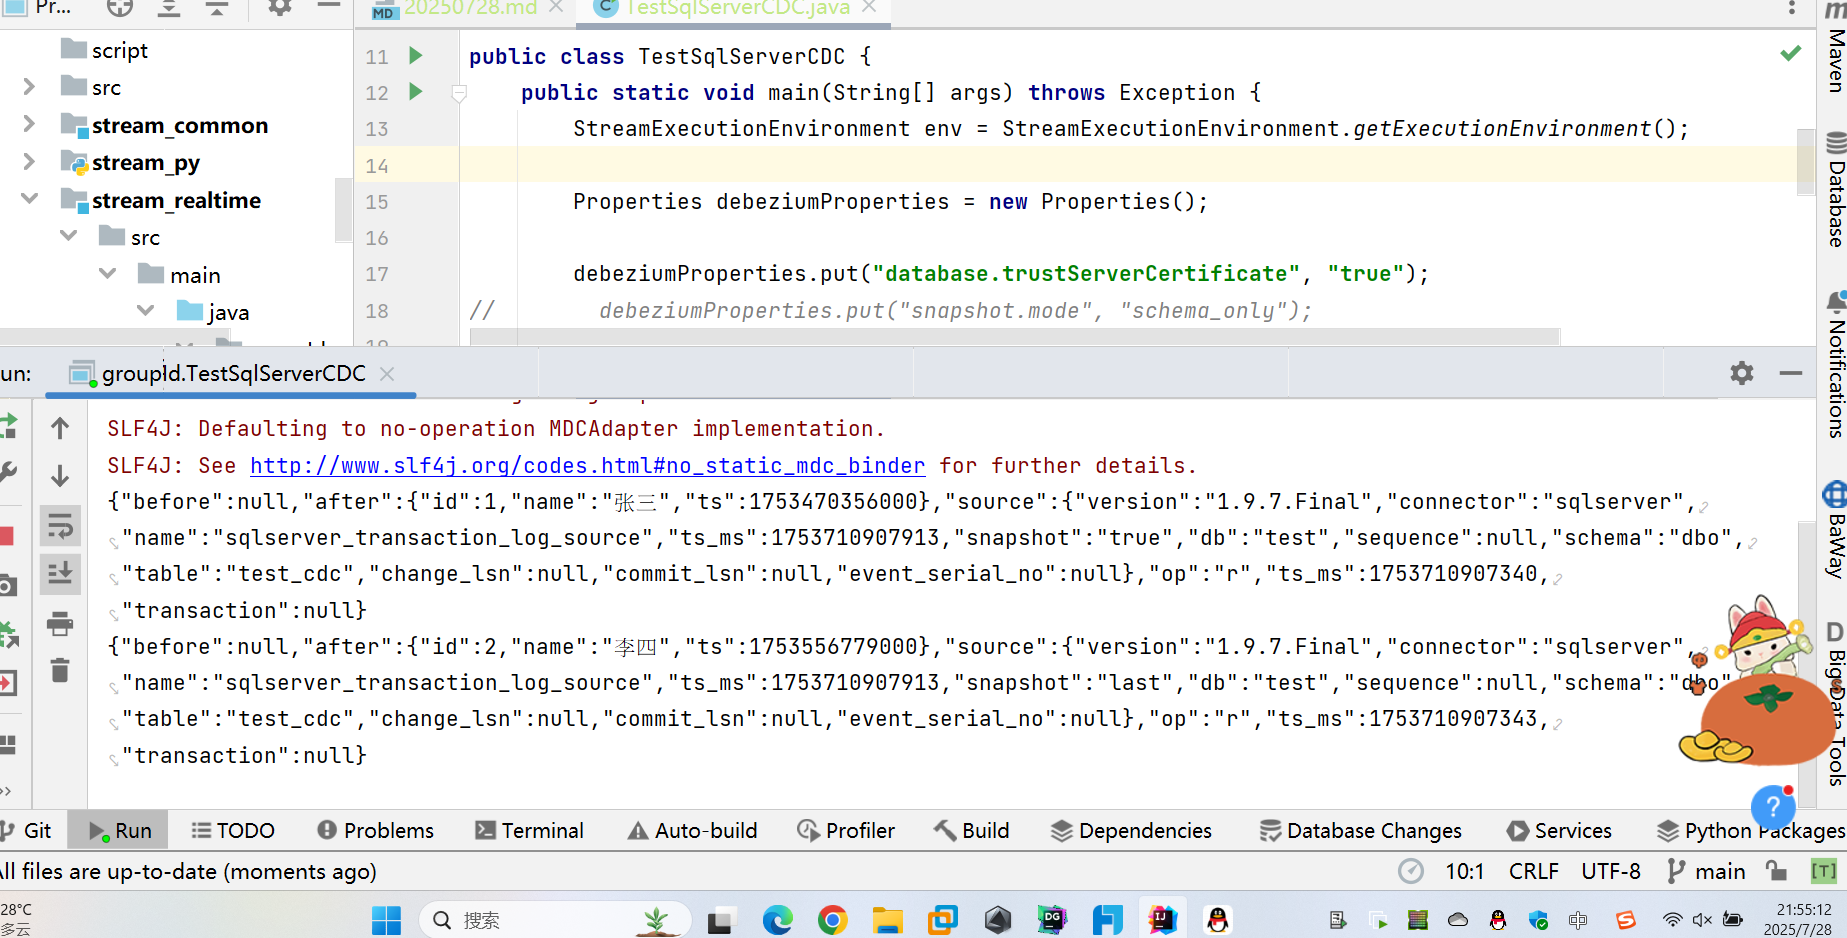 Pr...
20250728.md
TestSqlServerCDC.java
script
src
stream_common
stream_py
stream_realtime
src
main
java
11 public class TestSqlServerCDC {
12 public static void main(String[] args) throws Exception {
13 StreamExecutionEnvironment env = StreamExecutionEnvironment.getExecutionEnvironment();
14
15 Properties debeziumProperties = new Properties();
16
17 debeziumProperties.put("database.trustServerCertificate", "true");
18 // debeziumProperties.put("snapshot.mode", "schema_only");
Maven
Database
Notifications
BaWay
BigData Tools
un:
groupId.TestSqlServerCDC
SLF4J: Defaulting to no-operation MDCAdapter implementation.
SLF4J: See http://www.slf4j.org/codes.html#no_static_mdc_binder for further details.
{"before":null,"after":{"id":1,"name":"张三","ts":1753470356000},"source":{"version":"1.9.7.Final","connector":"sqlserver",
"name":"sqlserver_transaction_log_source","ts_ms":1753710907913,"snapshot":"true","db":"test","sequence":null,"schema":"dbo",
"table":"test_cdc","change_lsn":null,"commit_lsn":null,"event_serial_no":null},"op":"r","ts_ms":1753710907340,
"transaction":null}
{"before":null,"after":{"id":2,"name":"李四","ts":1753556779000},"source":{"version":"1.9.7.Final","connector":"sqlserver",
"name":"sqlserver_transaction_log_source","ts_ms":1753710907913,"snapshot":"last","db":"test","sequence":null,"schema":"dbo"
"table":"test_cdc","change_lsn":null,"commit_lsn":null,"event_serial_no":null},"op":"r","ts_ms":1753710907343,
"transaction":null}
Git
Run
TODO
Problems
Terminal
Auto-build
Profiler
Build
Dependencies
Database Changes
Services
Python Packages
All files are up-to-date (moments ago)
10:1
CRLF
UTF-8
main
[T]
28°C
多云
搜索
21:55:12
2025/7/28